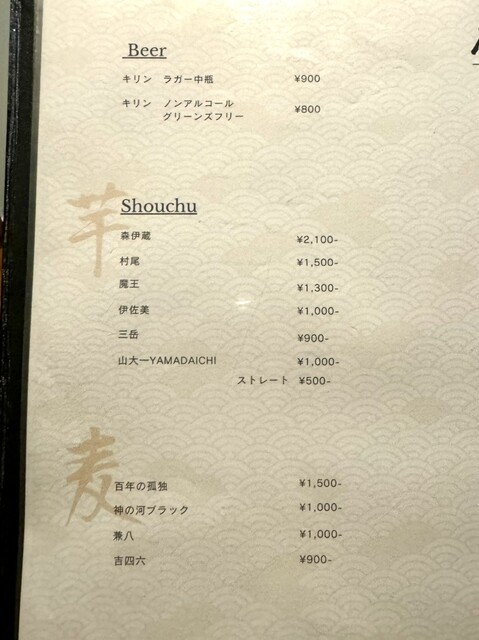 Beer
キリン ラガー中瓶 ¥900
キリン ノンアルコール
グリーンズフリー ¥800
芋
Shouchu
森伊蔵 ¥2,100-
村尾 ¥1,500-
魔王 ¥1,300-
伊佐美 ¥1,000-
三岳 ¥900-
山大一YAMADAICHI ¥1,000-
ストレート ¥500-
麦
百年の孤独 ¥1,500-
神の河ブラック ¥1,000-
兼八 ¥1,000-
吉四六 ¥900-